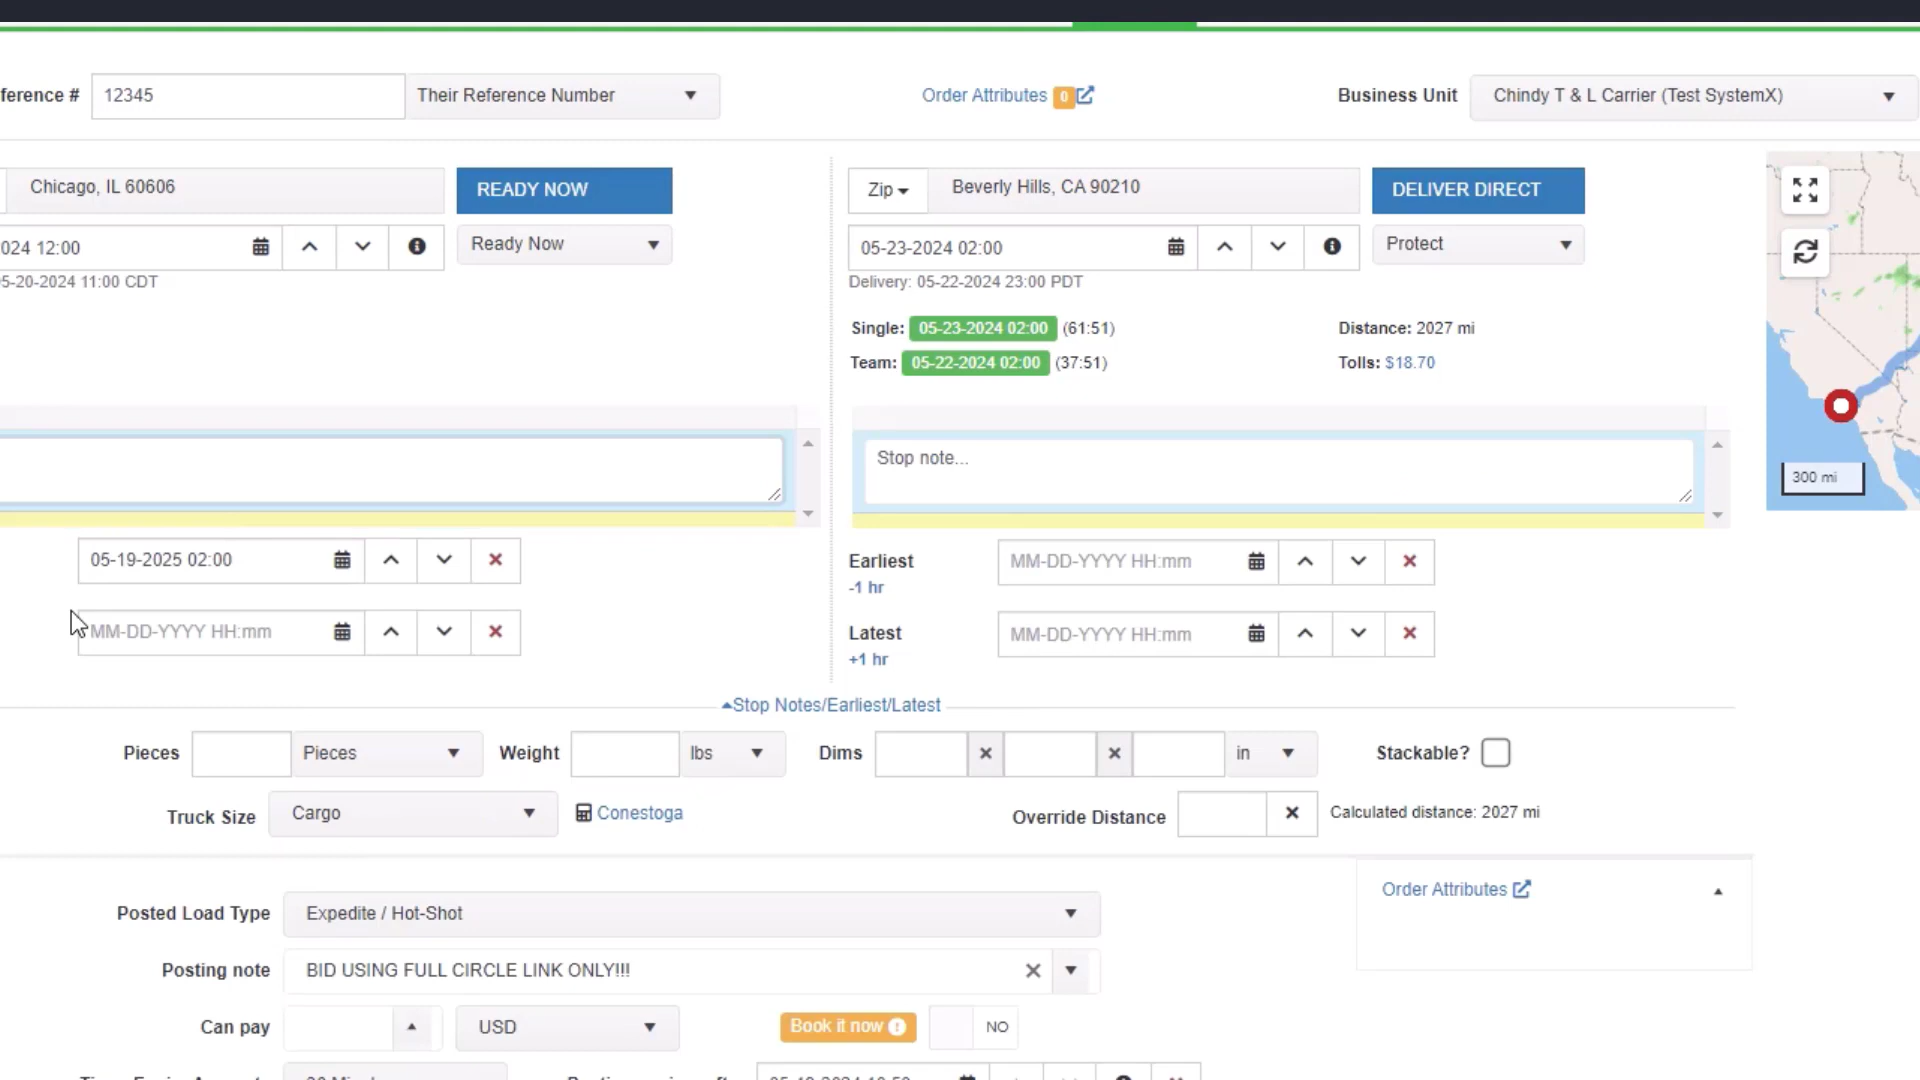 ference # 12345 Their Reference Number Order Attributes 0 Business Unit Chindy T & L Carrier (Test SystemX)
Chicago, IL 60606 READY NOW Zip Beverly Hills, CA 90210 DELIVER DIRECT
024 12:00 Ready Now 05-23-2024 02:00 Protect
5-20-2024 11:00 CDT Delivery: 05-22-2024 23:00 PDT
Single: 05-23-2024 02:00 (61:51) Distance: 2027 mi
Team: 05-22-2024 02:00 (37:51) Tolls: $18.70
Stop note...
300 mi
05-19-2025 02:00 Earliest MM-DD-YYYY HH:mm
-1 hr
MM-DD-YYYY HH:mm Latest MM-DD-YYYY HH:mm
+1 hr
Stop Notes/Earliest/Latest
Pieces Pieces Weight lbs Dims in Stackable?
Truck Size Cargo Conestoga Override Distance Calculated distance: 2027 mi
Order Attributes
Posted Load Type Expedite / Hot-Shot
Posting note BID USING FULL CIRCLE LINK ONLY!!!
Can pay USD Book it now NO